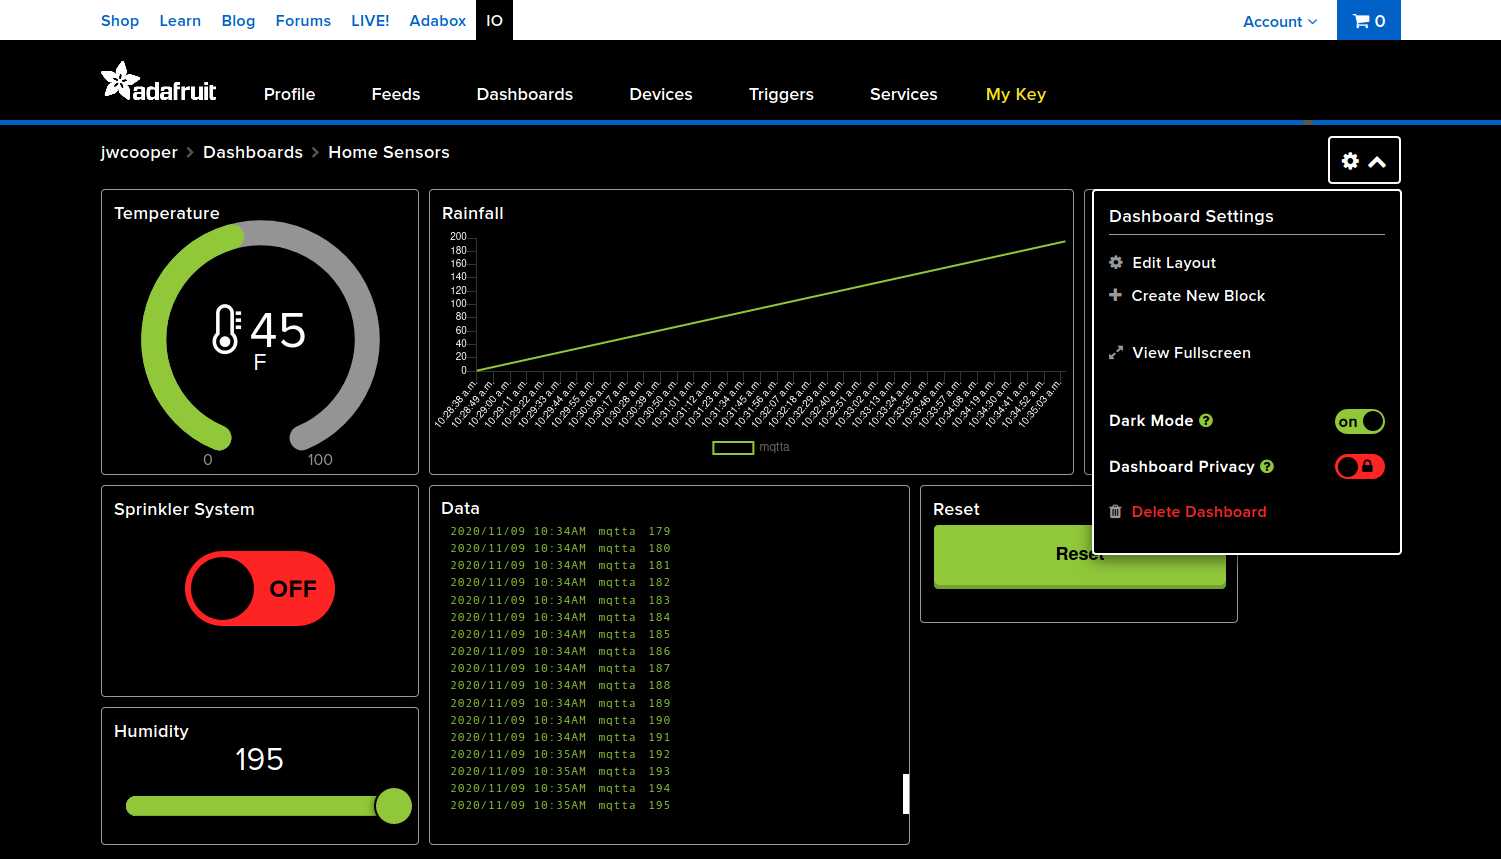 Shop Learn Blog Forums LIVE! Adabox IO Account 0
adafruit Profile Feeds Dashboards Devices Triggers Services My Key
jwcooper > Dashboards > Home Sensors
Temperature
45
F
0 100
Rainfall
200
180
160
140
120
100
80
60
40
20
0
10:28:38 a.m.
10:28:49 a.m.
10:29:00 a.m.
10:29:11 a.m.
10:29:22 a.m.
10:29:33 a.m.
10:29:44 a.m.
10:29:55 a.m.
10:30:06 a.m.
10:30:17 a.m.
10:30:28 a.m.
10:30:39 a.m.
10:30:50 a.m.
10:31:01 a.m.
10:31:12 a.m.
10:31:23 a.m.
10:31:34 a.m.
10:31:45 a.m.
10:31:56 a.m.
10:32:07 a.m.
10:32:18 a.m.
10:32:29 a.m.
10:32:40 a.m.
10:32:51 a.m.
10:33:02 a.m.
10:33:13 a.m.
10:33:24 a.m.
10:33:35 a.m.
10:33:46 a.m.
10:33:57 a.m.
10:34:08 a.m.
10:34:19 a.m.
10:34:30 a.m.
10:34:41 a.m.
10:34:52 a.m.
10:35:03 a.m.
mqtta
Dashboard Settings
Edit Layout
Create New Block
View Fullscreen
Dark Mode ? on
Dashboard Privacy ?
Delete Dashboard
Sprinkler System
OFF
Humidity
195
Data
2020/11/09 10:34AM mqtta 179
2020/11/09 10:34AM mqtta 180
2020/11/09 10:34AM mqtta 181
2020/11/09 10:34AM mqtta 182
2020/11/09 10:34AM mqtta 183
2020/11/09 10:34AM mqtta 184
2020/11/09 10:34AM mqtta 185
2020/11/09 10:34AM mqtta 186
2020/11/09 10:34AM mqtta 187
2020/11/09 10:34AM mqtta 188
2020/11/09 10:34AM mqtta 189
2020/11/09 10:34AM mqtta 190
2020/11/09 10:34AM mqtta 191
2020/11/09 10:35AM mqtta 192
2020/11/09 10:35AM mqtta 193
2020/11/09 10:35AM mqtta 194
2020/11/09 10:35AM mqtta 195
Reset
Reset